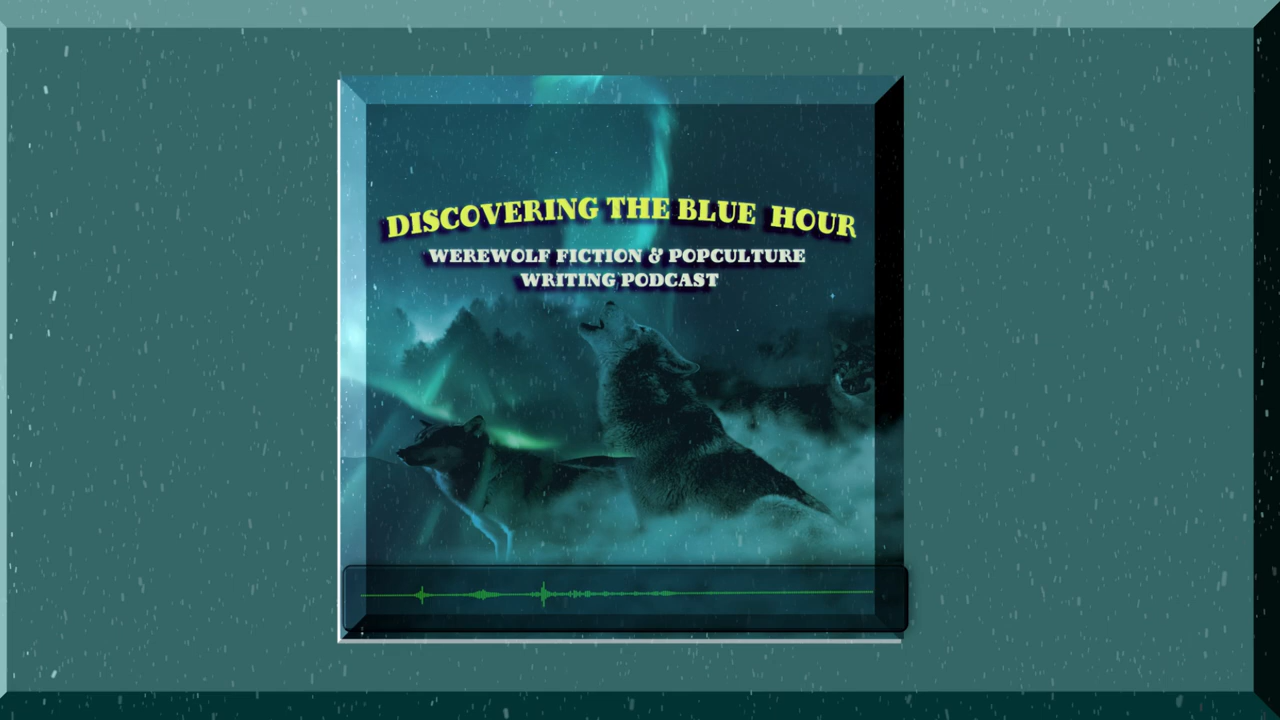 DISCOVERING THE BLUE HOUR
WEREWOLF FICTION & POPCULTURE
WRITING PODCAST